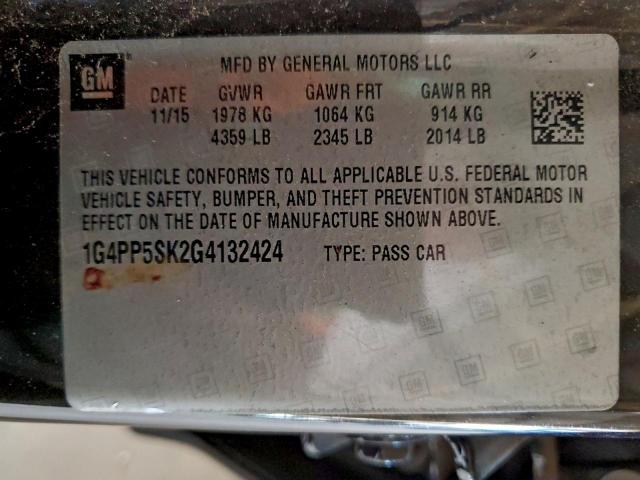 GM
MFD BY GENERAL MOTORS LLC
DATE GVWR GAWR FRT GAWR RR
11/15 1978 KG 1064 KG 914 KG
4359 LB 2345 LB 2014 LB
THIS VEHICLE CONFORMS TO ALL APPLICABLE U.S. FEDERAL MOTOR
VEHICLE SAFETY, BUMPER, AND THEFT PREVENTION STANDARDS IN
EFFECT ON THE DATE OF MANUFACTURE SHOWN ABOVE.
1G4PP5SK2G4132424 TYPE: PASS CAR